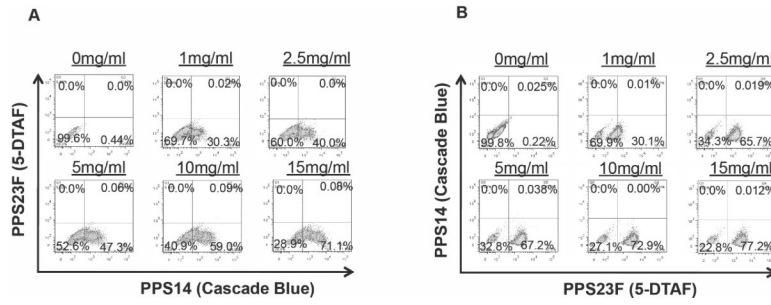 A
0mg/ml 1mg/ml 2.5mg/ml
0.0% 0.0% 0.0% 0.02% 0.0% 0.0%
99.6% 0.44% 69.7% 30.3% 60.0% 40.0%
5mg/ml 10mg/ml 15mg/ml
0.0% 0.06% 0.0% 0.09% 0.0% 0.08%
52.6% 47.3% 40.9% 59.0% 28.9% 71.1%
PPS23F (5-DTAF)
PPS14 (Cascade Blue)
B
0mg/ml 1mg/ml 2.5mg/ml
0.0% 0.025% 0.0% 0.01% 0.0% 0.019%
99.8% 0.22% 69.9% 30.1% 34.3% 65.7%
5mg/ml 10mg/ml 15mg/ml
0.0% 0.038% 0.0% 0.00% 0.0% 0.012%
32.8% 67.2% 27.1% 72.9% 22.8% 77.2%
PPS14 (Cascade Blue)
PPS23F (5-DTAF)